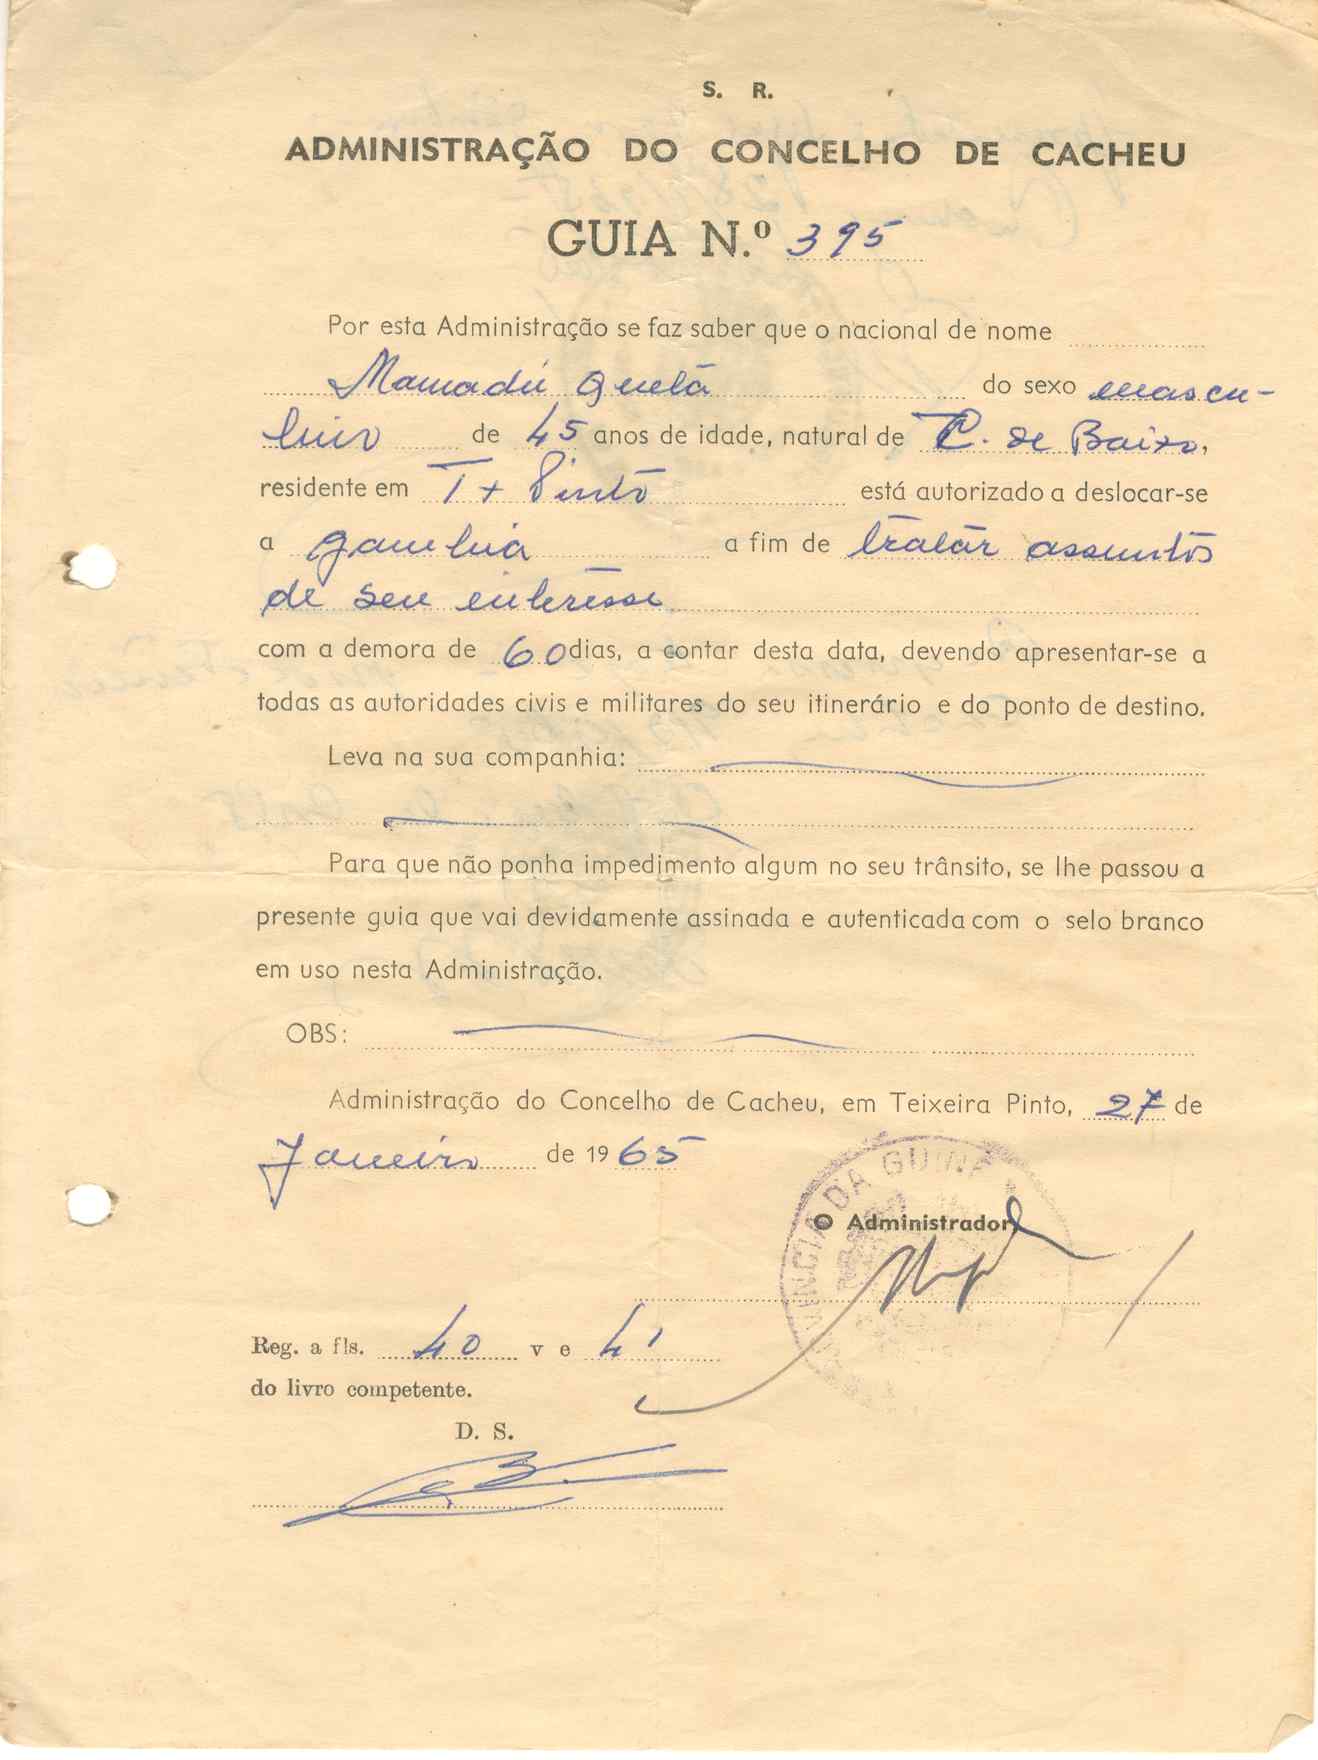 S. R.
ADMINISTRAÇÃO DO CONCELHO DE CACHEU
GUIA N.º 395
Por esta Administração se faz saber que o nacional de nome
Mamadú Quetá do sexo mascu-
lino de 45 anos de idade, natural de C. de Baixo,
residente em Tx Pinto está autorizado a deslocar-se
a Gambia a fim de tratar assuntos
de seu interesse
com a demora de 60 dias, a contar desta data, devendo apresentar-se a
todas as autoridades civis e militares do seu itinerário e do ponto de destino.
Leva na sua companhia:
Para que não ponha impedimento algum no seu trânsito, se lhe passou a
presente guia que vai devidamente assinada e autenticada com o selo branco
em uso nesta Administração.
OBS:
Administração do Concelho de Cacheu, em Teixeira Pinto, 27 de
Janeiro de 1965
VINCIA DA GUINÉ
O Administrador
Reg. a fls. 40 v e 41
do livro competente.
D. S.